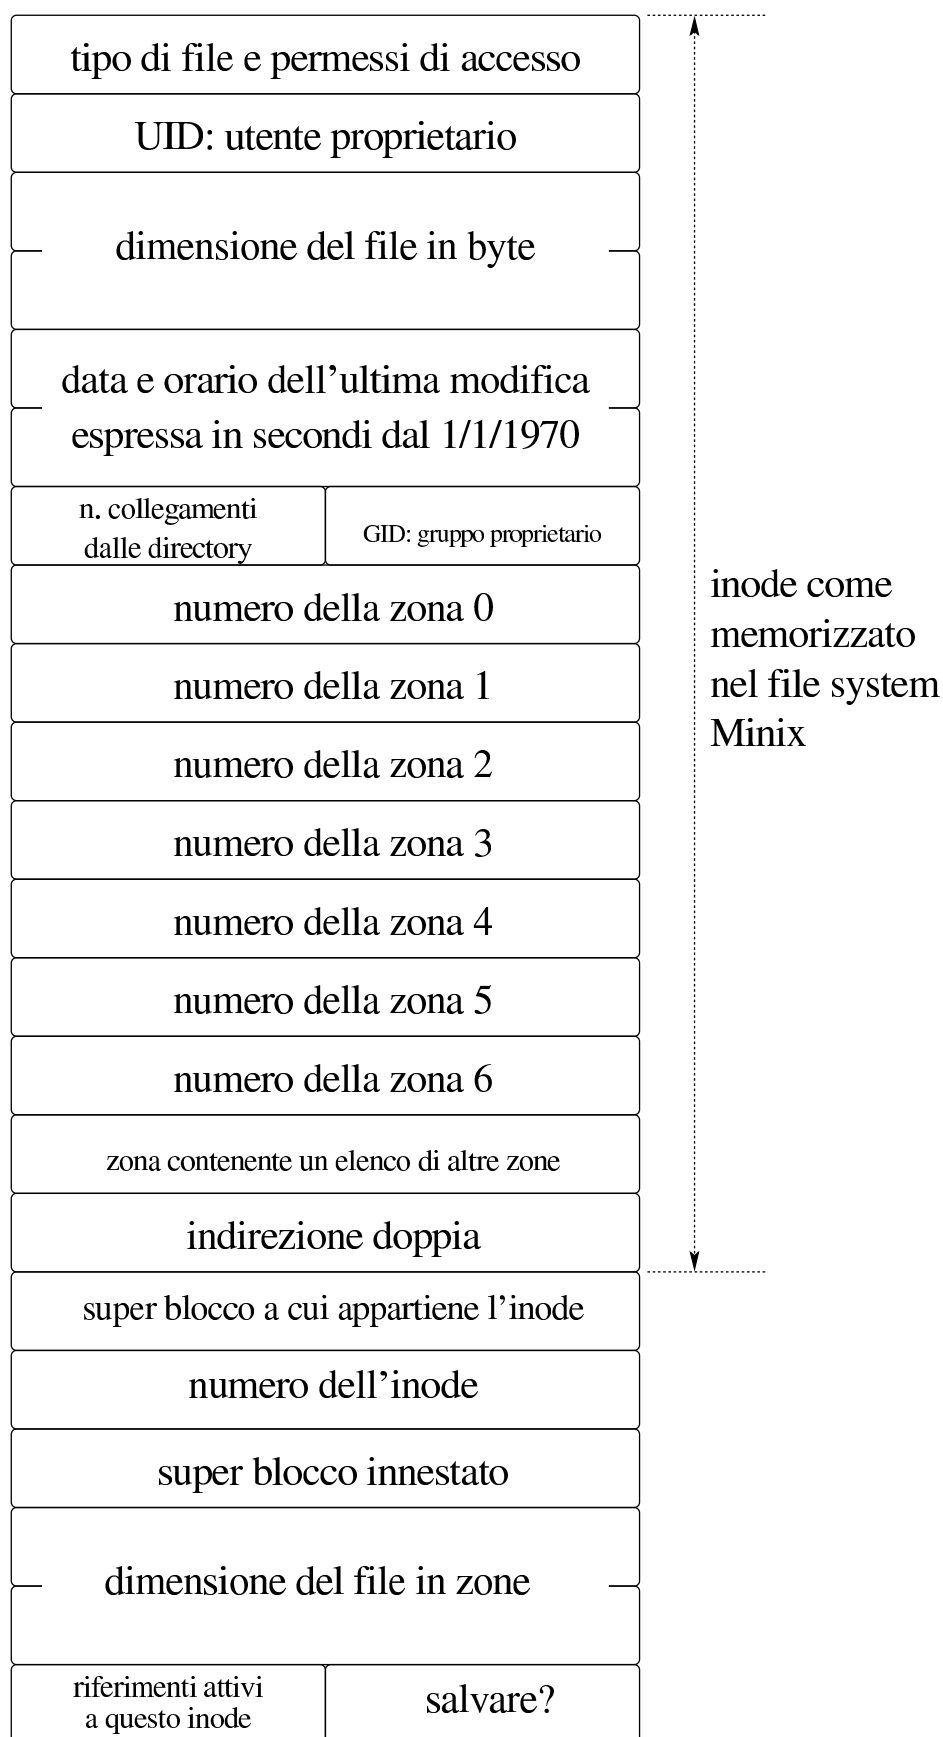 tipo di file e permessi di accesso
UID: utente proprietario
dimensione del file in byte
data e orario dell’ultima modifica
espressa in secondi dal 1/1/1970
n. collegamenti
dalle directory
GID: gruppo proprietario
numero della zona 0
numero della zona 1
numero della zona 2
numero della zona 3
numero della zona 4
numero della zona 5
numero della zona 6
zona contenente un elenco di altre zone
indirezione doppia
super blocco a cui appartiene l’inode
numero dell’inode
super blocco innestato
dimensione del file in zone
riferimenti attivi
a questo inode
salvare?
inode come
memorizzato
nel file system
Minix